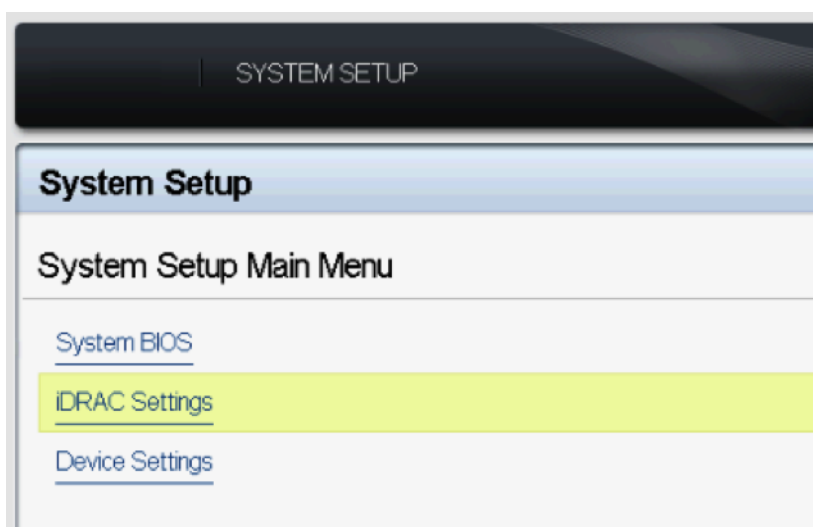 SYSTEM SETUP
System Setup
System Setup Main Menu
System BIOS
iDRAC Settings
Device Settings